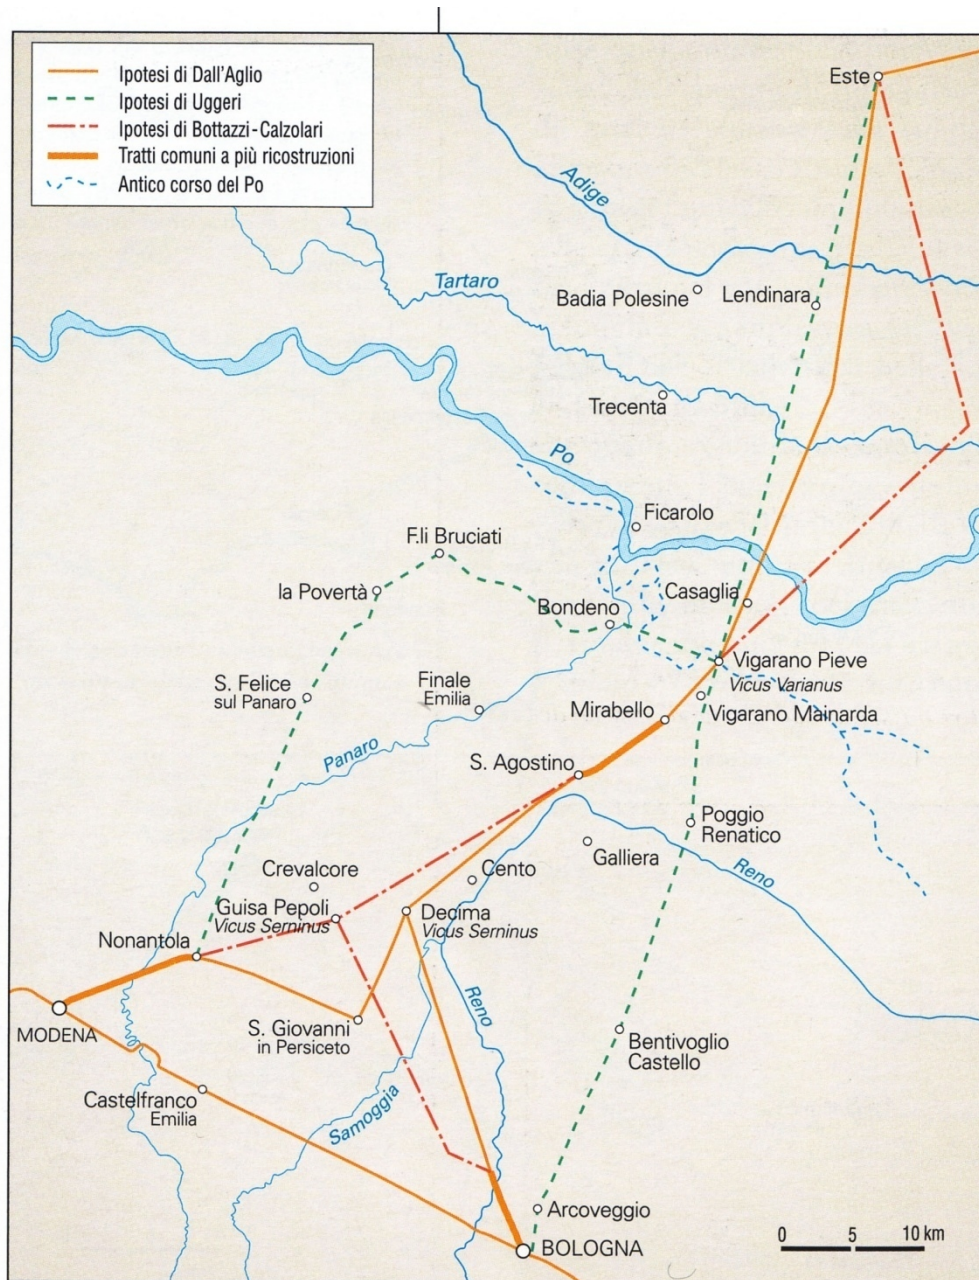 Ipotesi di Dall'Aglio
Ipotesi di Uggeri
Ipotesi di Bottazzi-Calzolari
Tratti comuni a più ricostruzioni
Antico corso del Po
Este
Adige
Tartaro
Badia Polesine
Lendinara
Trecenta
Po
Ficarolo
F.li Bruciati
la Povertà
Casaglia
Bondeno
Vigarano Pieve
Vicus Varianus
S. Felice
sul Panaro
Finale
Emilia
Vigarano Mainarda
Mirabello
Panaro
S. Agostino
Poggio
Renatico
Galliera
Reno
Crevalcore
Cento
Guisa Pepoli
Vicus Serninus
Decima
Vicus Serninus
Nonantola
Reno
MODENA
S. Giovanni
in Persiceto
Bentivoglio
Castello
Castelfranco
Emilia
Samoggia
Arcoveggio
BOLOGNA
0 5 10 km